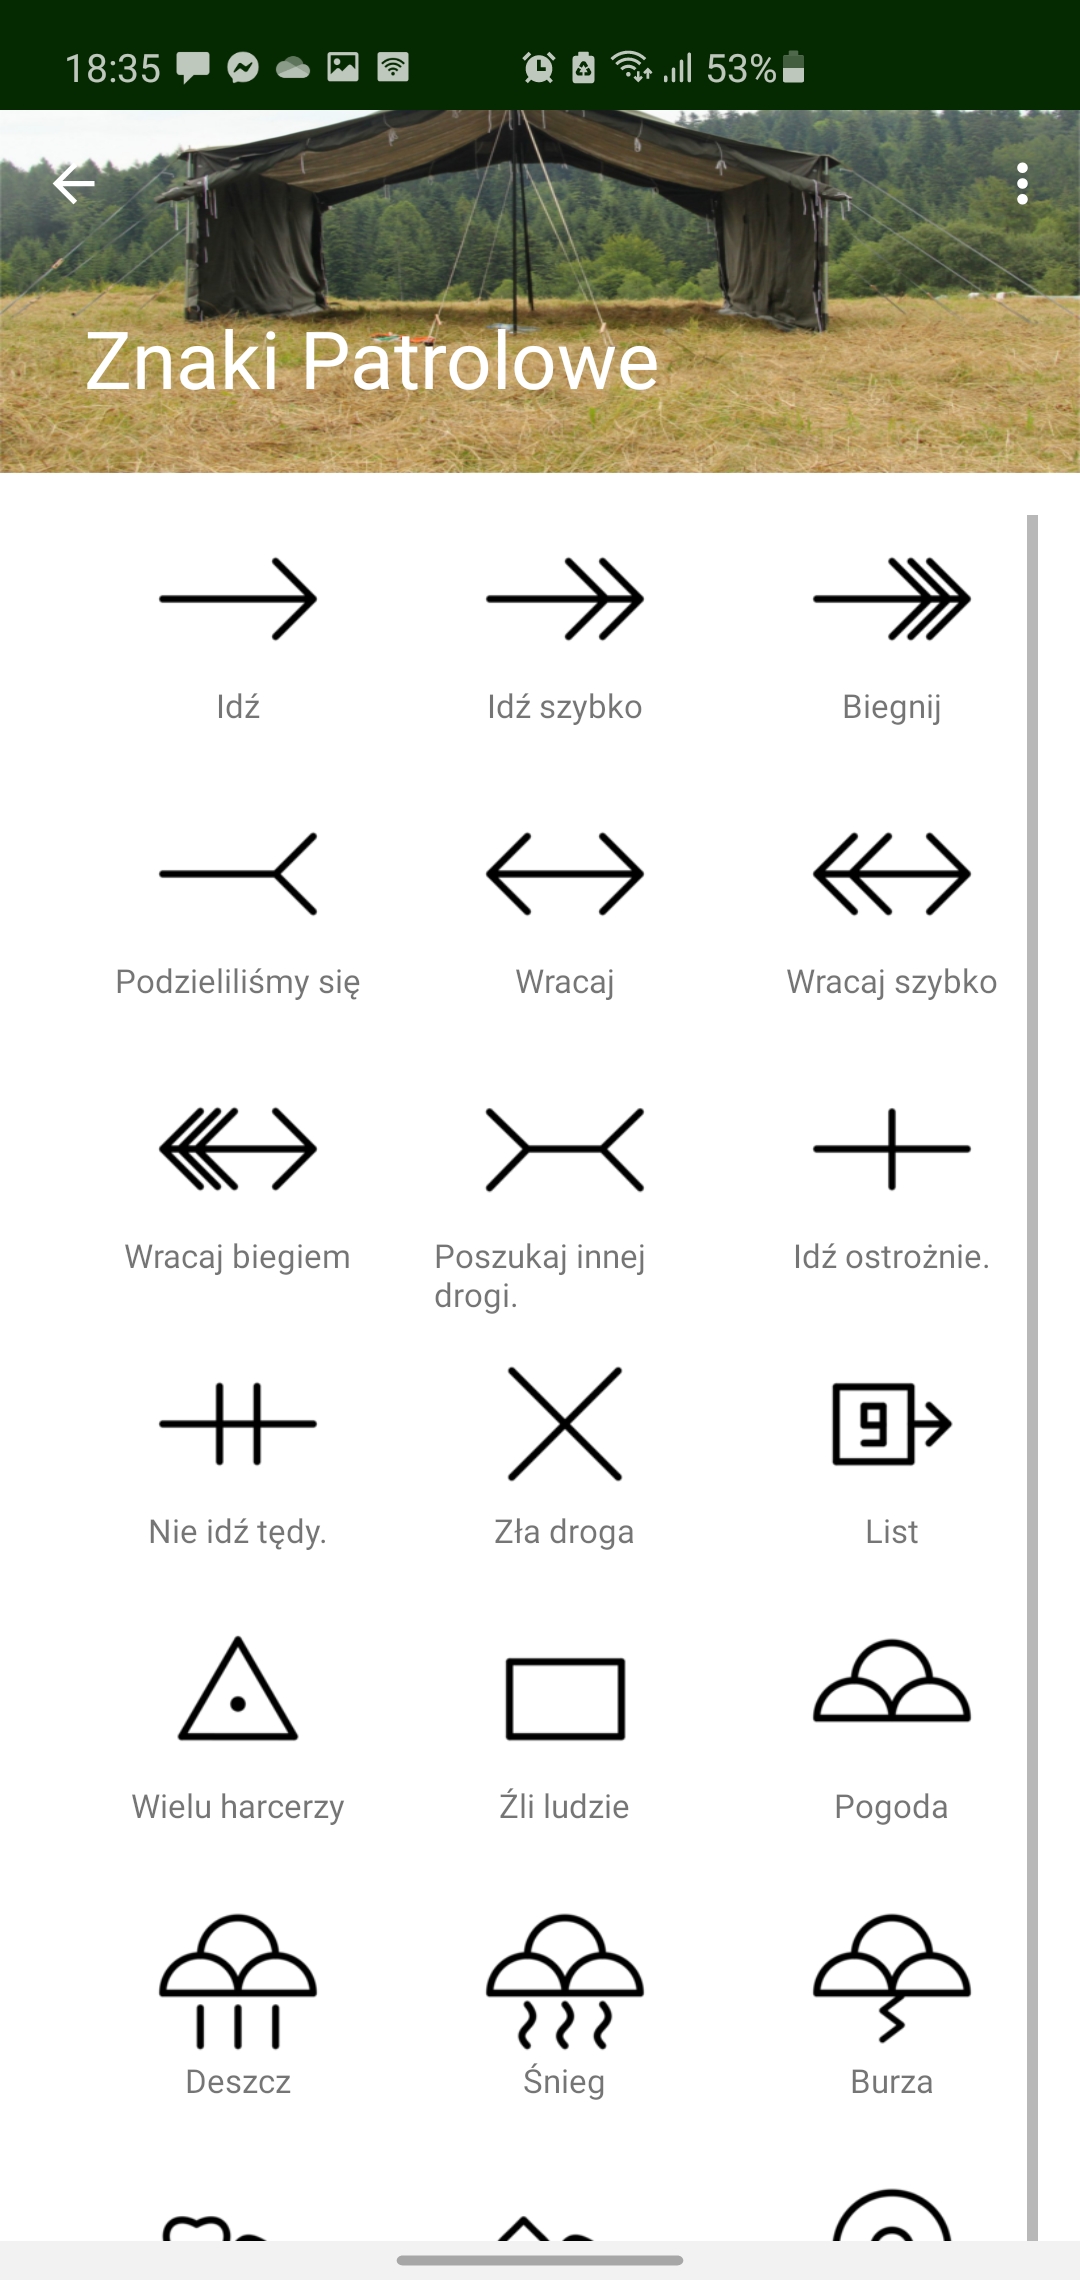 18:35 53%
Znaki Patrolowe
Idź Idź szybko Biegnij
Podzieliliśmy się Wracaj Wracaj szybko
Wracaj biegiem Poszukaj innej drogi. Idź ostrożnie.
9
Nie idź tędy. Zła droga List
Wielu harcerzy Źli ludzie Pogoda
Deszcz Śnieg Burza